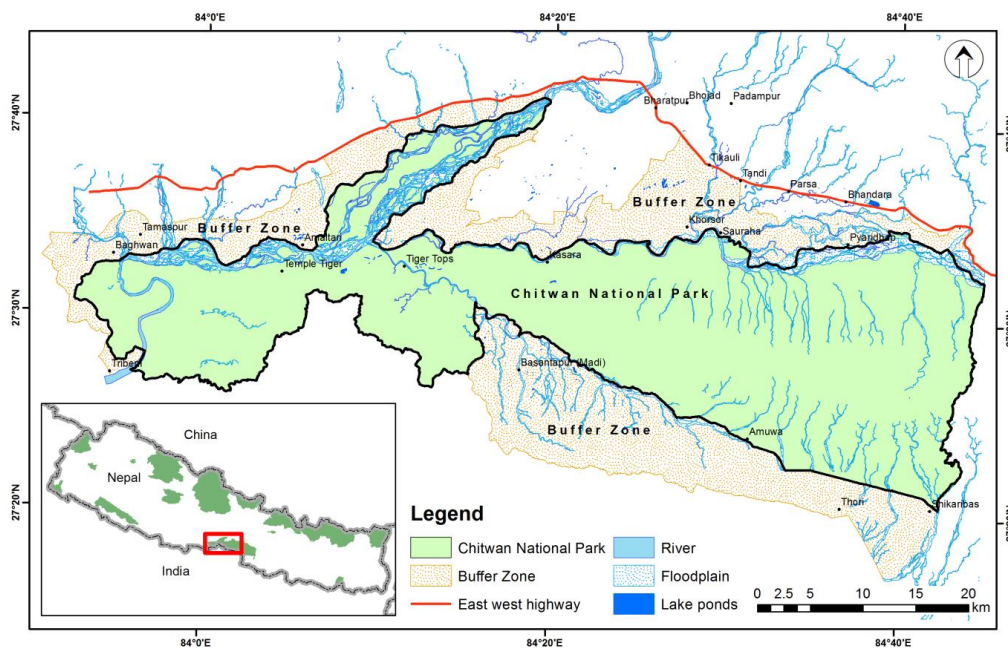 84°0'E
84°20'E
84°40'E
27°40'N
27°30'N
27°20'N
Bharatpur
Bhojad
Padampur
Tikauli
Tandi
Parsa
Bhandara
Buffer Zone
Khorsor
Sauraha
Pyaridhap
Tamaspur
Buffer Zone
Baghwan
Amaltari
Temple Tiger
Tiger Tops
Kasara
Chitwan National Park
Tribeni
Basantapur (Madi)
Buffer Zone
Amuwa
Thori
Shikaribas
China
Nepal
India
Legend
Chitwan National Park
River
Buffer Zone
Floodplain
East west highway
Lake ponds
0 2.5 5 10 15 20
km
84°0'E
84°20'E
84°40'E